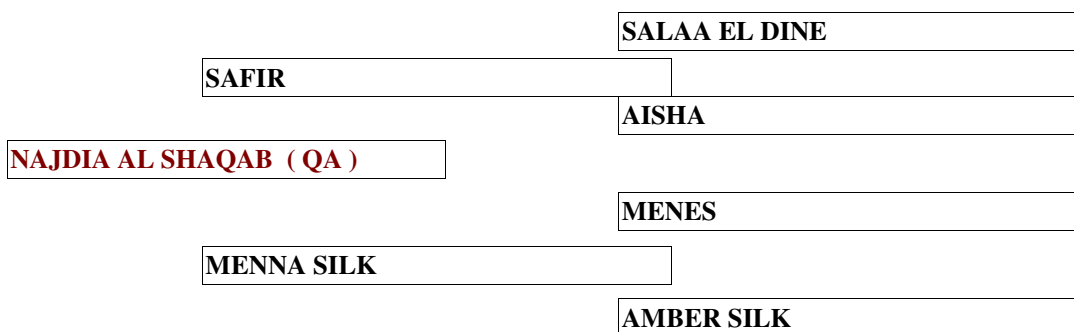 SALAA EL DINE
SAFIR
AISHA
NAJDIA AL SHAQAB ( QA )
MENES
MENNA SILK
AMBER SILK